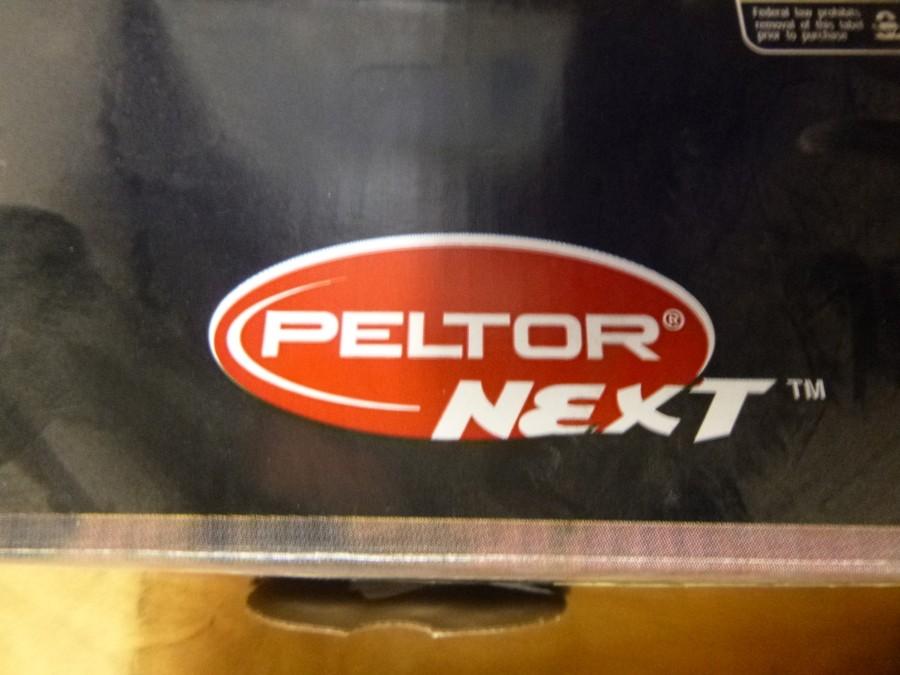 Federal law prohibits
removal of this label
prior to purchase
PELTOR®
NEXT™